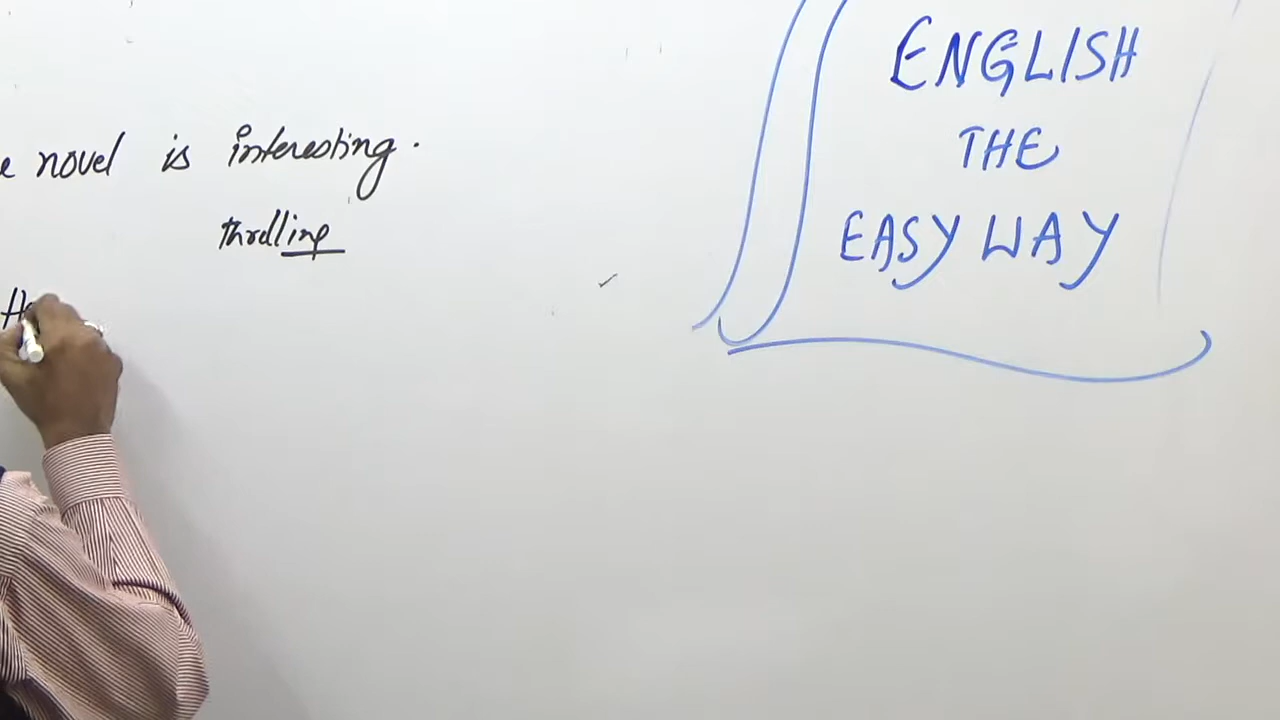 e novel is interesting.
thrilling
H
ENGLISH
THE
EASY WAY